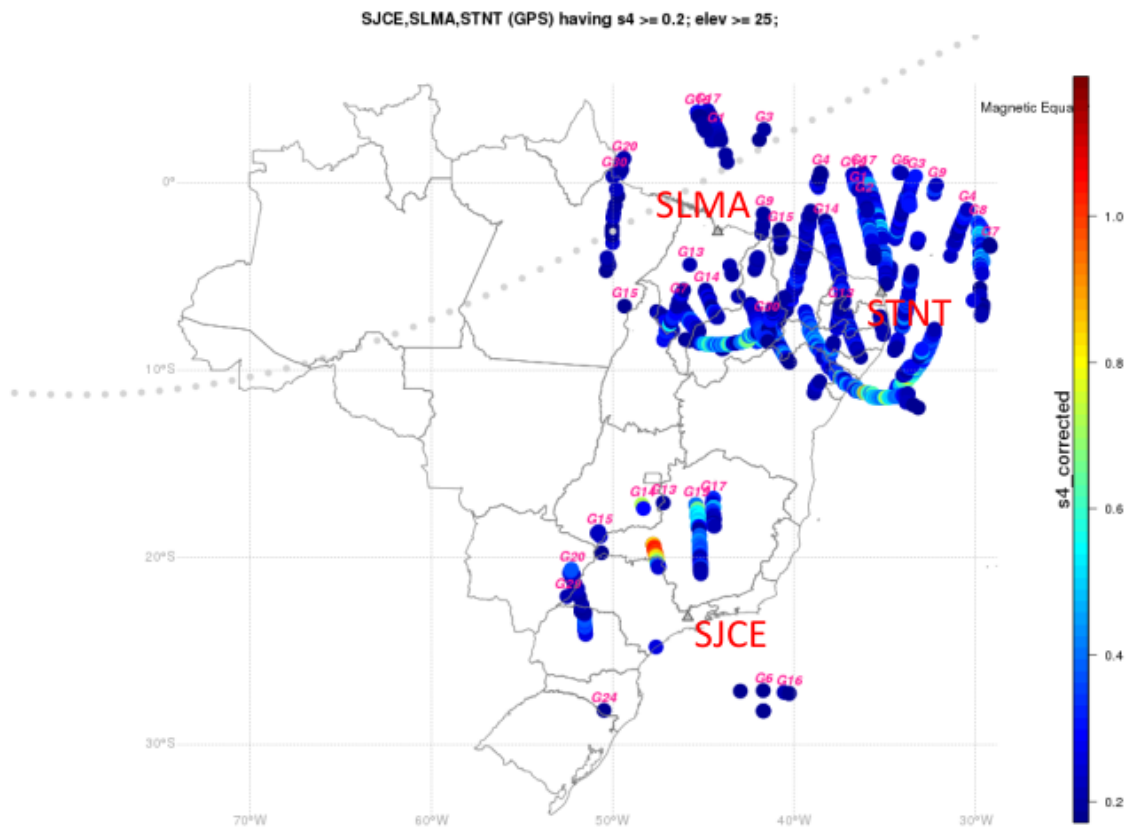 SJCE,SLMA,STNT (GPS) having s4 >= 0.2; elev >= 25;
Magnetic Equa
G17
G1
G3
G20
G4
G17
G6
G3
G9
0°
SLMA
G9
G15
G14
G4
G8
G7
G13
G15
G14
STNT
10°S
G14
G13
G17
G15
20°S
G20
SJCE
G6
G16
G24
30°S
70°W
60°W
50°W
40°W
30°W
s4_corrected
1.0
0.8
0.6
0.4
0.2